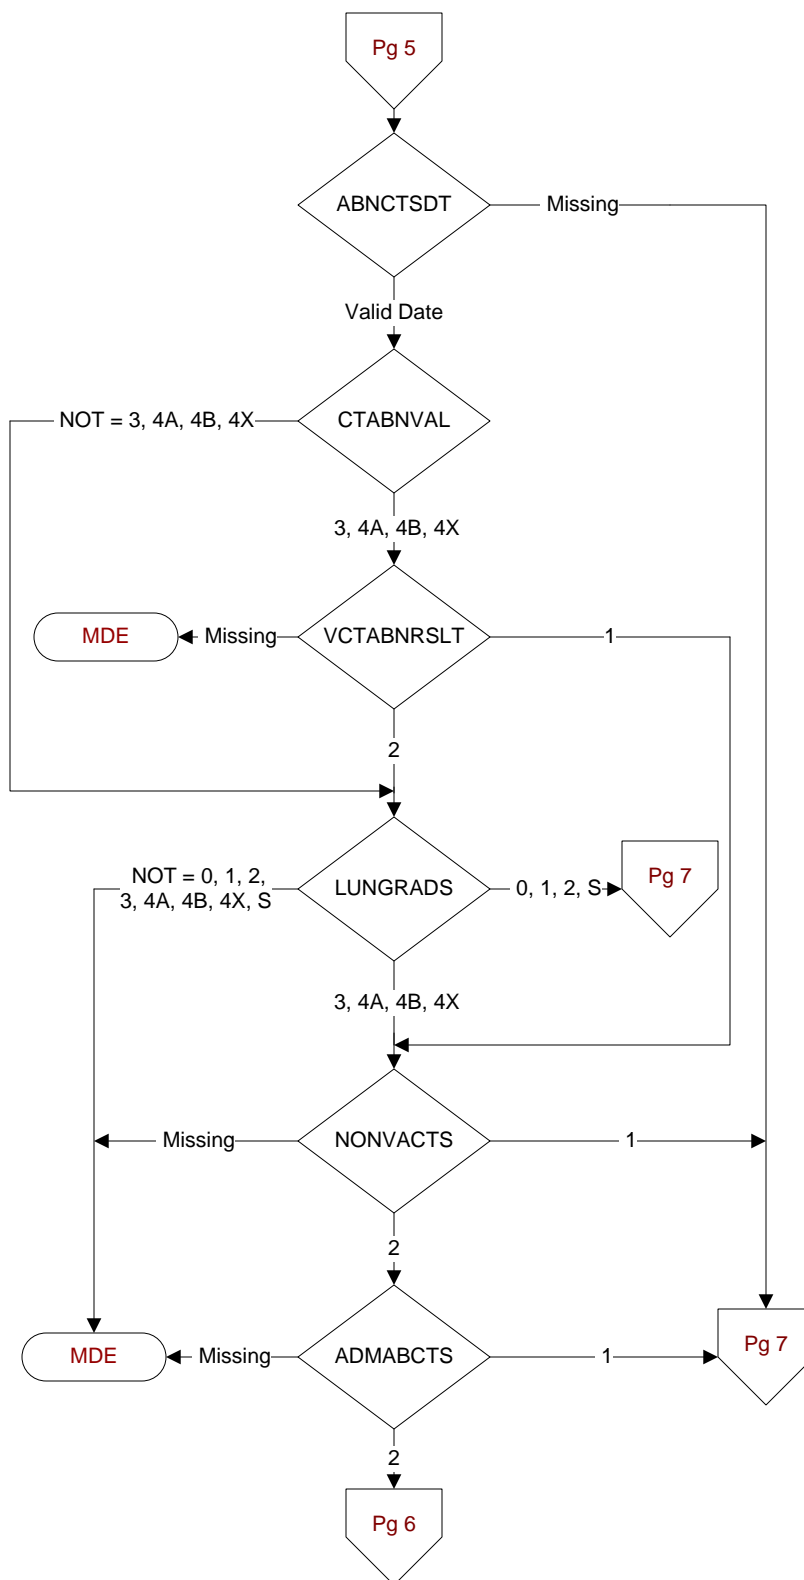 Pg 5
ABNCTSDT
Missing
Valid Date
CTABNVAL
NOT = 3, 4A, 4B, 4X
3, 4A, 4B, 4X
MDE
Missing
VCTABNRSLT
1
2
NOT = 0, 1, 2,
3, 4A, 4B, 4X, S
LUNGRADS
0, 1, 2, S
Pg 7
3, 4A, 4B, 4X
Missing
NONVACTS
1
2
MDE
Missing
ADMABCTS
1
Pg 7
2
Pg 6